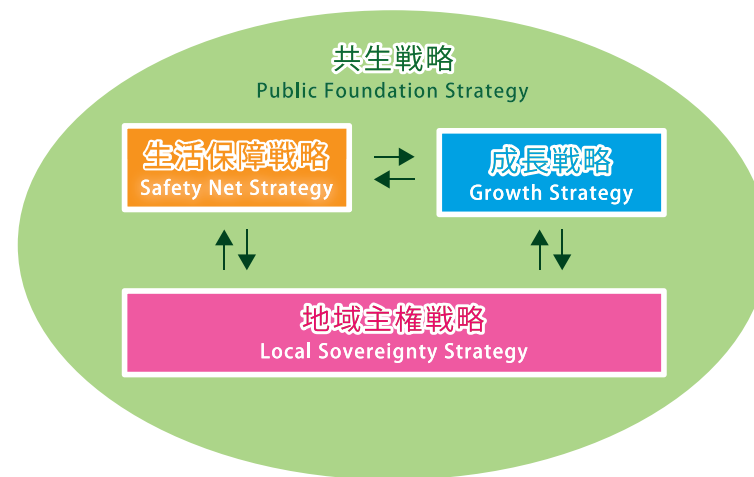 共生戦略
Public Foundation Strategy
生活保障戦略
Safety Net Strategy
成長戦略
Growth Strategy
地域主権戦略
Local Sovereignty Strategy